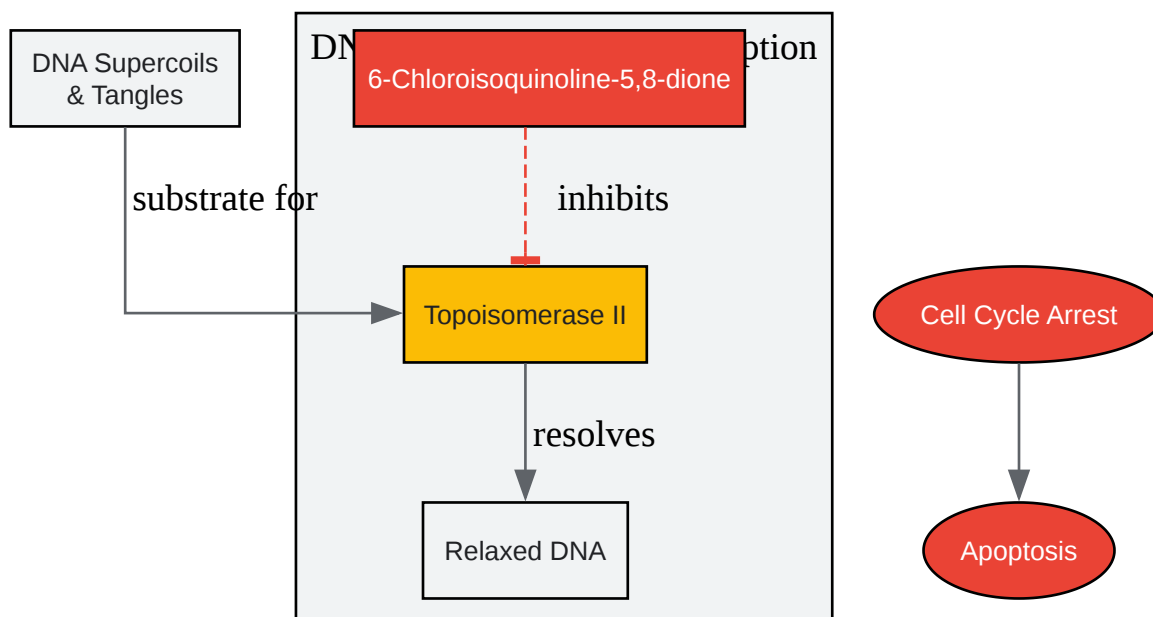 DNA Supercoils
& Tangles
6-Chloroisoquinoline-5,8-dione
substrate for
inhibits
Topoisomerase II
Cell Cycle Arrest
resolves
Relaxed DNA
Apoptosis